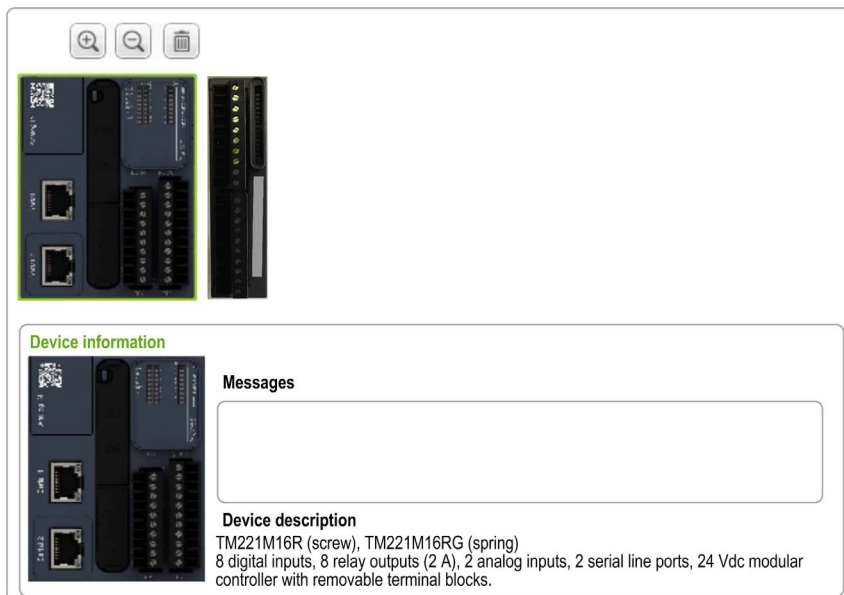 Device information
Messages
Device description
TM221M16R (screw), TM221M16RG (spring)
8 digital inputs, 8 relay outputs (2 A), 2 analog inputs, 2 serial line ports, 24 Vdc modular
controller with removable terminal blocks.